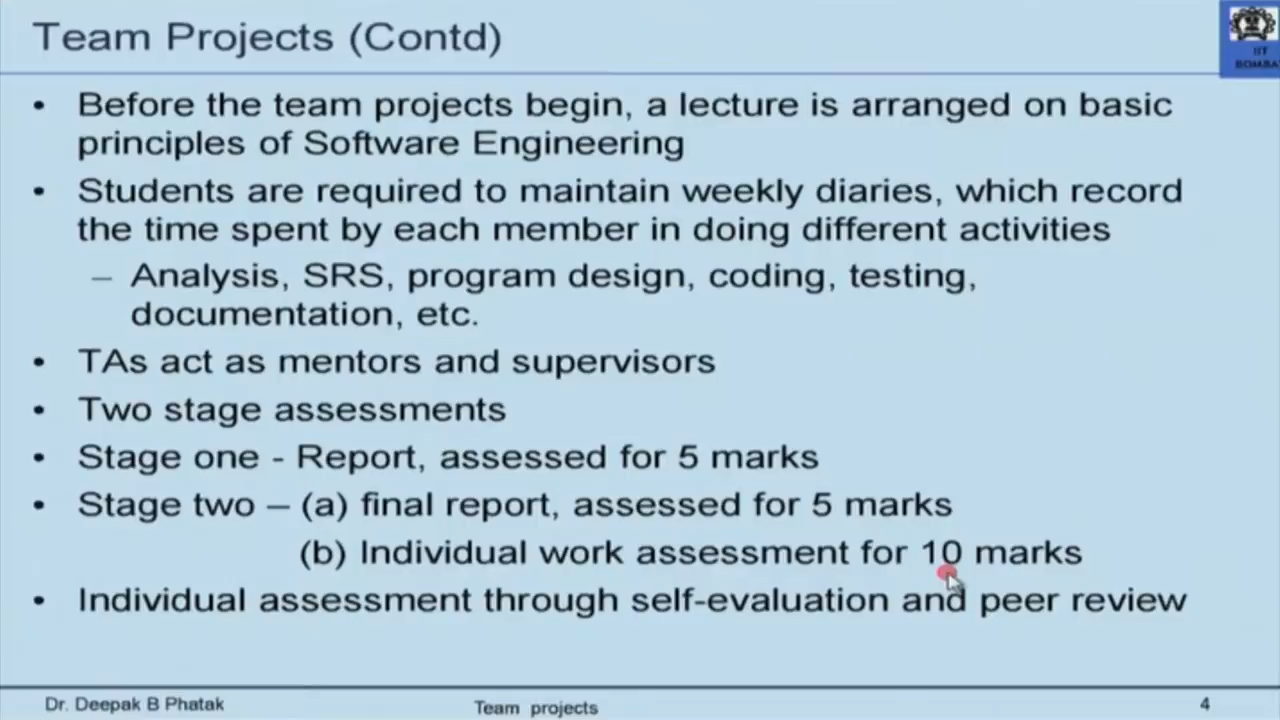 Team Projects (Contd)
IIT
BOMBA
• Before the team projects begin, a lecture is arranged on basic
principles of Software Engineering
• Students are required to maintain weekly diaries, which record
the time spent by each member in doing different activities
– Analysis, SRS, program design, coding, testing,
documentation, etc.
• TAs act as mentors and supervisors
• Two stage assessments
• Stage one - Report, assessed for 5 marks
• Stage two – (a) final report, assessed for 5 marks
(b) Individual work assessment for 10 marks
• Individual assessment through self-evaluation and peer review
Dr. Deepak B Phatak
Team projects
4